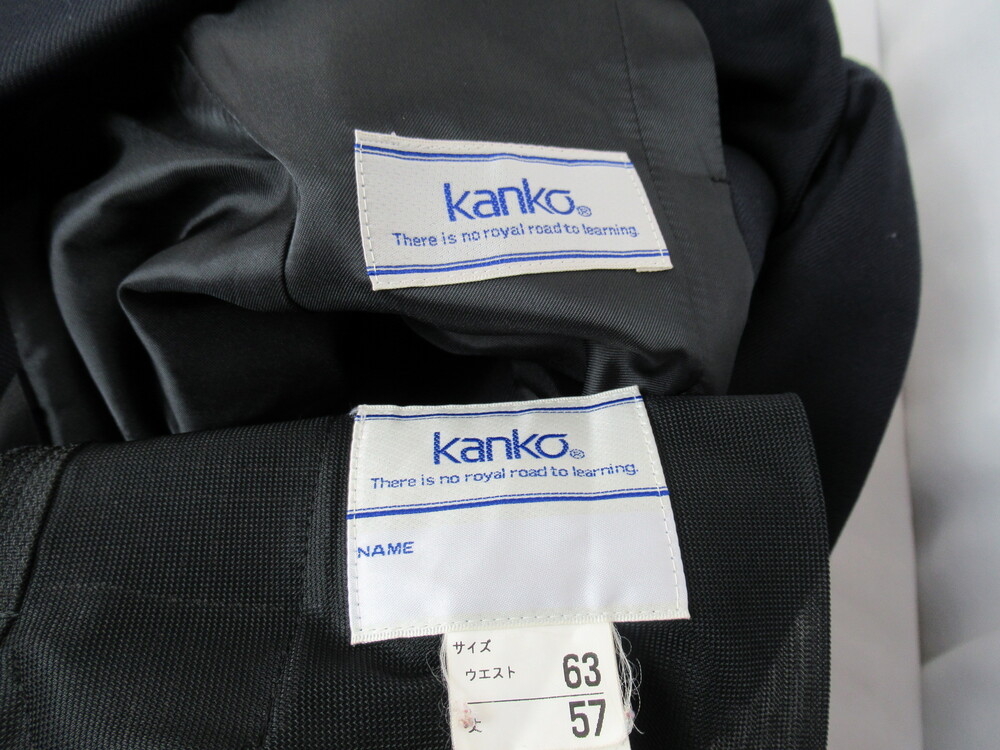 kanko®
There is no royal road to learning.
kanko®
There is no royal road to learning.
NAME
サイズ
ウエスト 63
丈 57